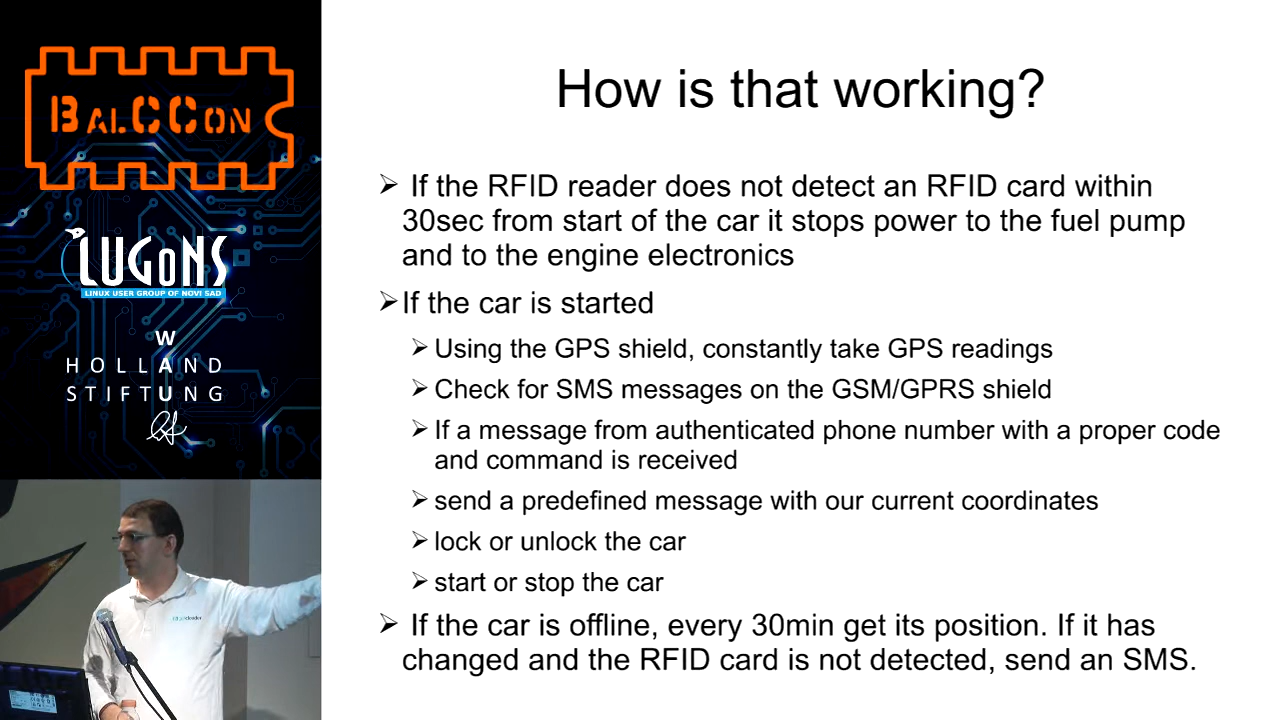 BALCCON
LUGoNS
LINUX USER GROUP OF NOVI SAD
W
HOLLAND
STIFTUNG
How is that working?
➢ If the RFID reader does not detect an RFID card within
30sec from start of the car it stops power to the fuel pump
and to the engine electronics
➢If the car is started
➢Using the GPS shield, constantly take GPS readings
➢Check for SMS messages on the GSM/GPRS shield
➢If a message from authenticated phone number with a proper code
and command is received
➢send a predefined message with our current coordinates
➢lock or unlock the car
➢start or stop the car
➢ If the car is offline, every 30min get its position. If it has
changed and the RFID card is not detected, send an SMS.